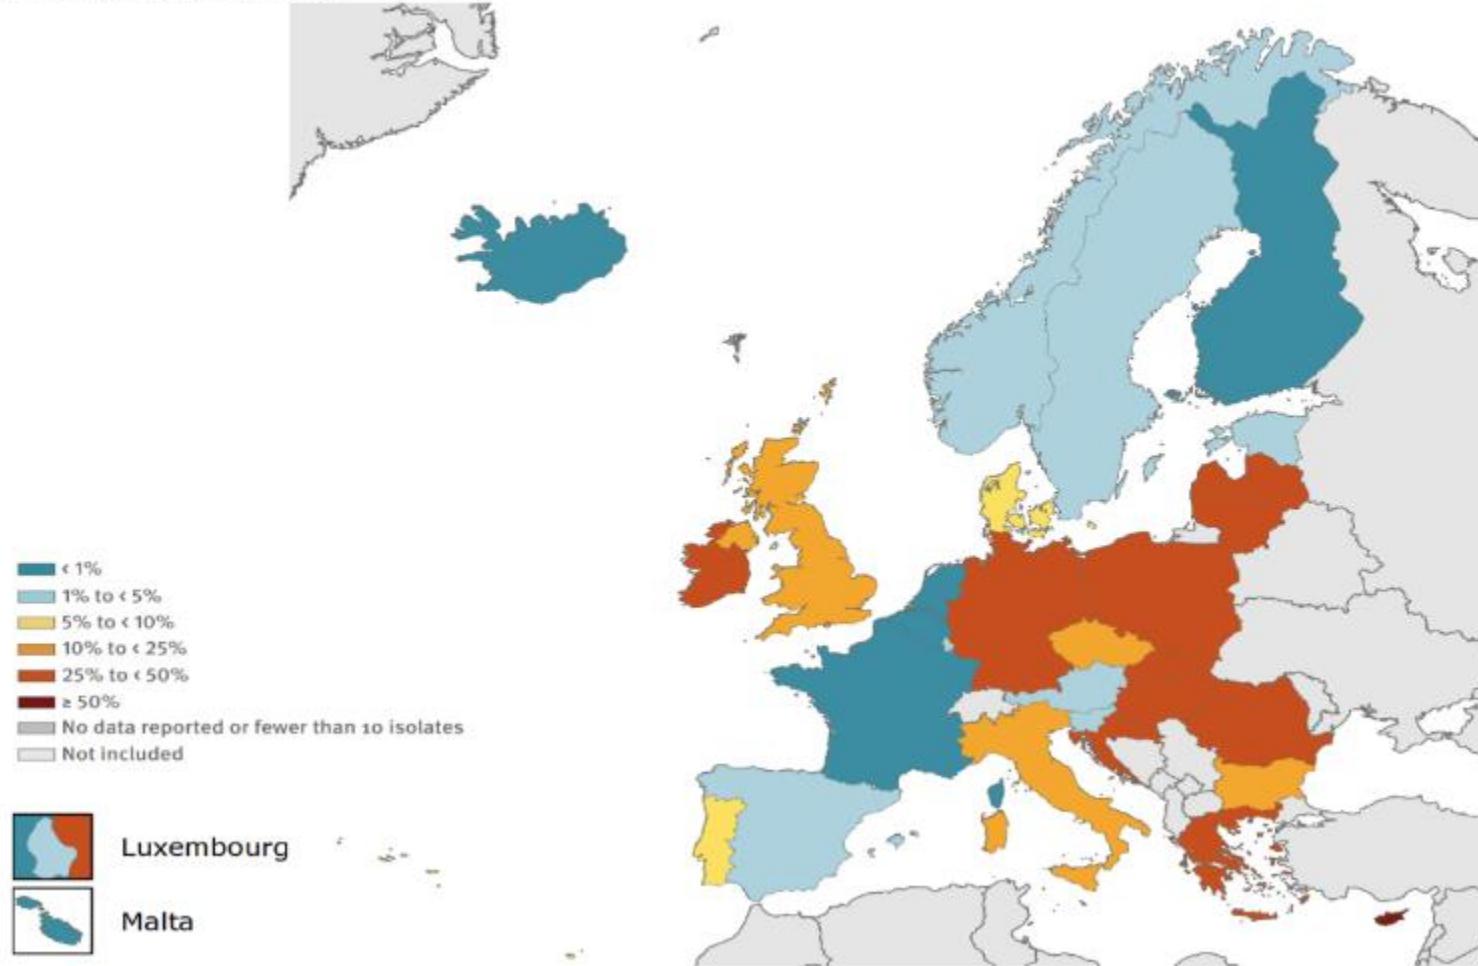 < 1%
1% to < 5%
5% to < 10%
10% to < 25%
25% to < 50%
≥ 50%
No data reported or fewer than 10 isolates
Not included
Luxembourg
Malta